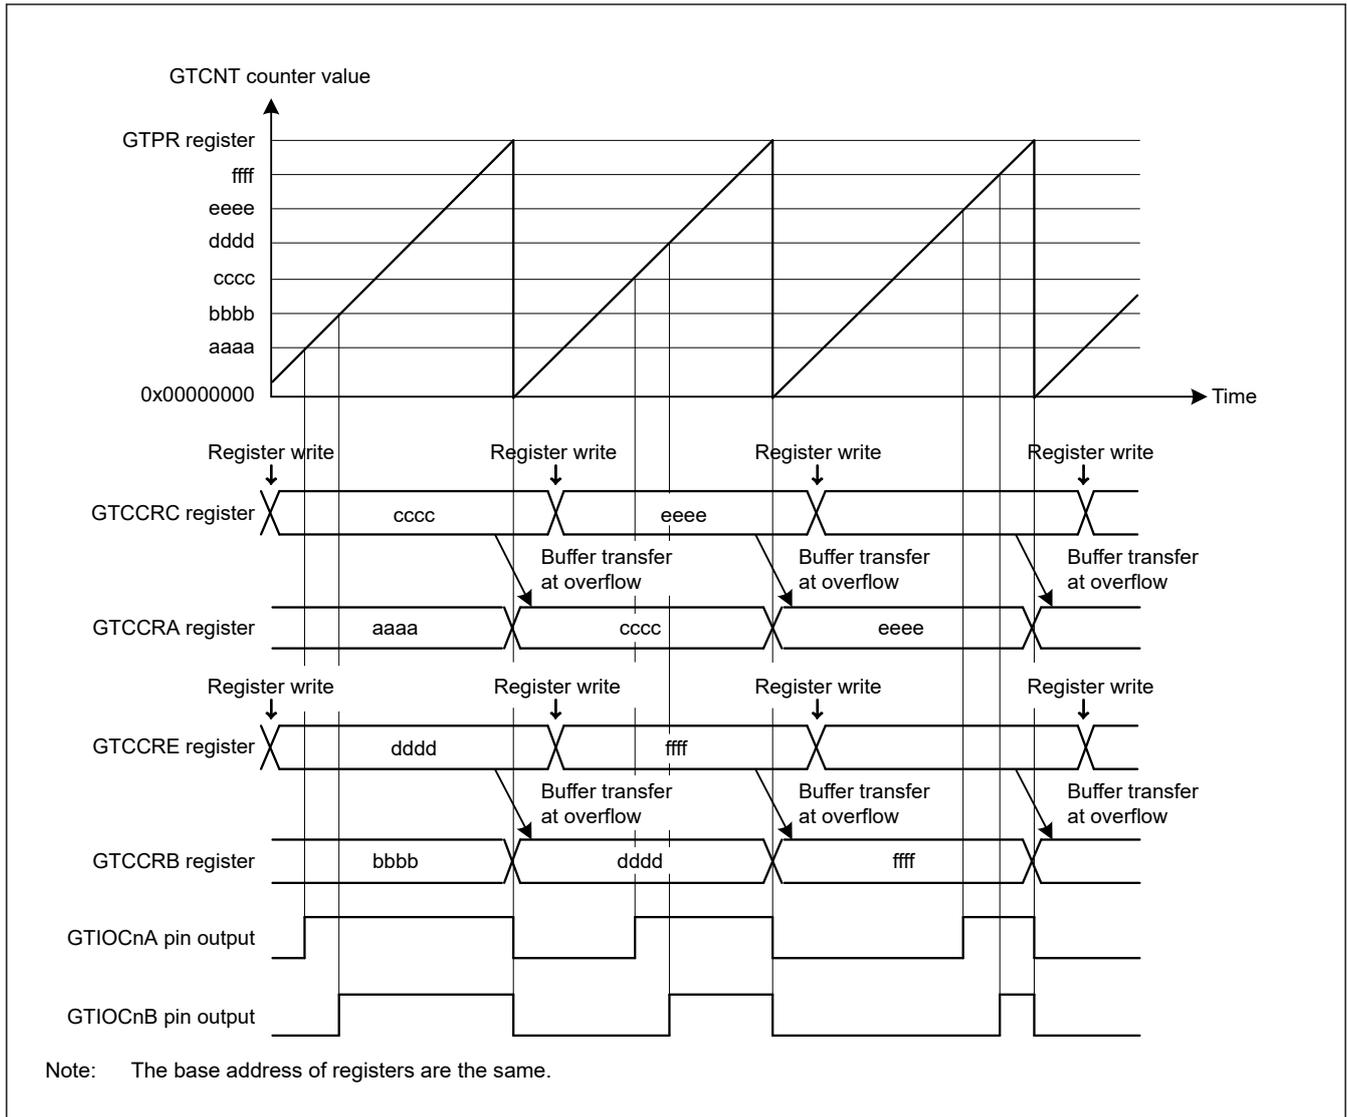 GTCNT counter value
GTPR register
ffff
eeee
dddd
cccc
bbbb
aaaa
0x00000000
Time
Register write Register write Register write Register write
GTCCRC register cccc eeee
Buffer transfer at overflow Buffer transfer at overflow Buffer transfer at overflow
GTCCRA register aaaa cccc eeee
Register write Register write Register write Register write
GTCCRE register dddd ffff
Buffer transfer at overflow Buffer transfer at overflow Buffer transfer at overflow
GTCCRB register bbbb dddd ffff
GTIOCnA pin output
GTIOCnB pin output
Note: The base address of registers are the same.